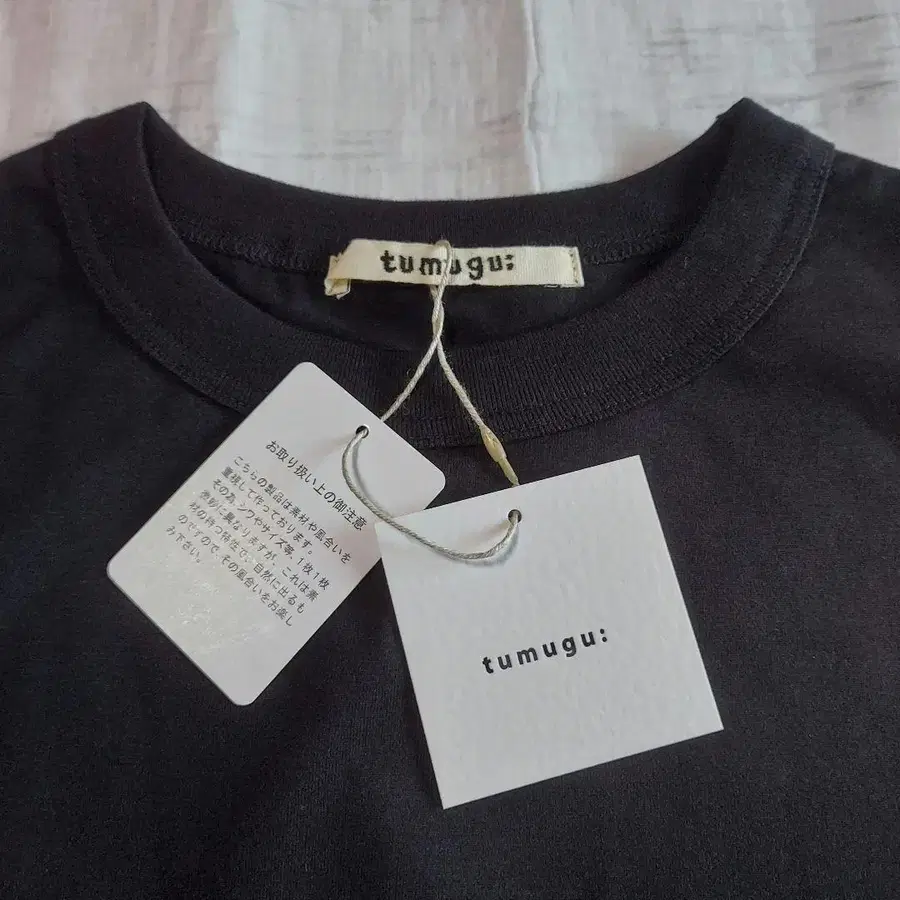 tumugu:
お取り扱い上の御注意
こちらの製品は素材や風合いを
重視して作っております。
その為、シワやサイズ等、1枚1枚
微妙に異なりますが、これは素
材の持つ特性で、自然に出るも
のですので、その風合いをお楽し
み下さい。
tumugu: